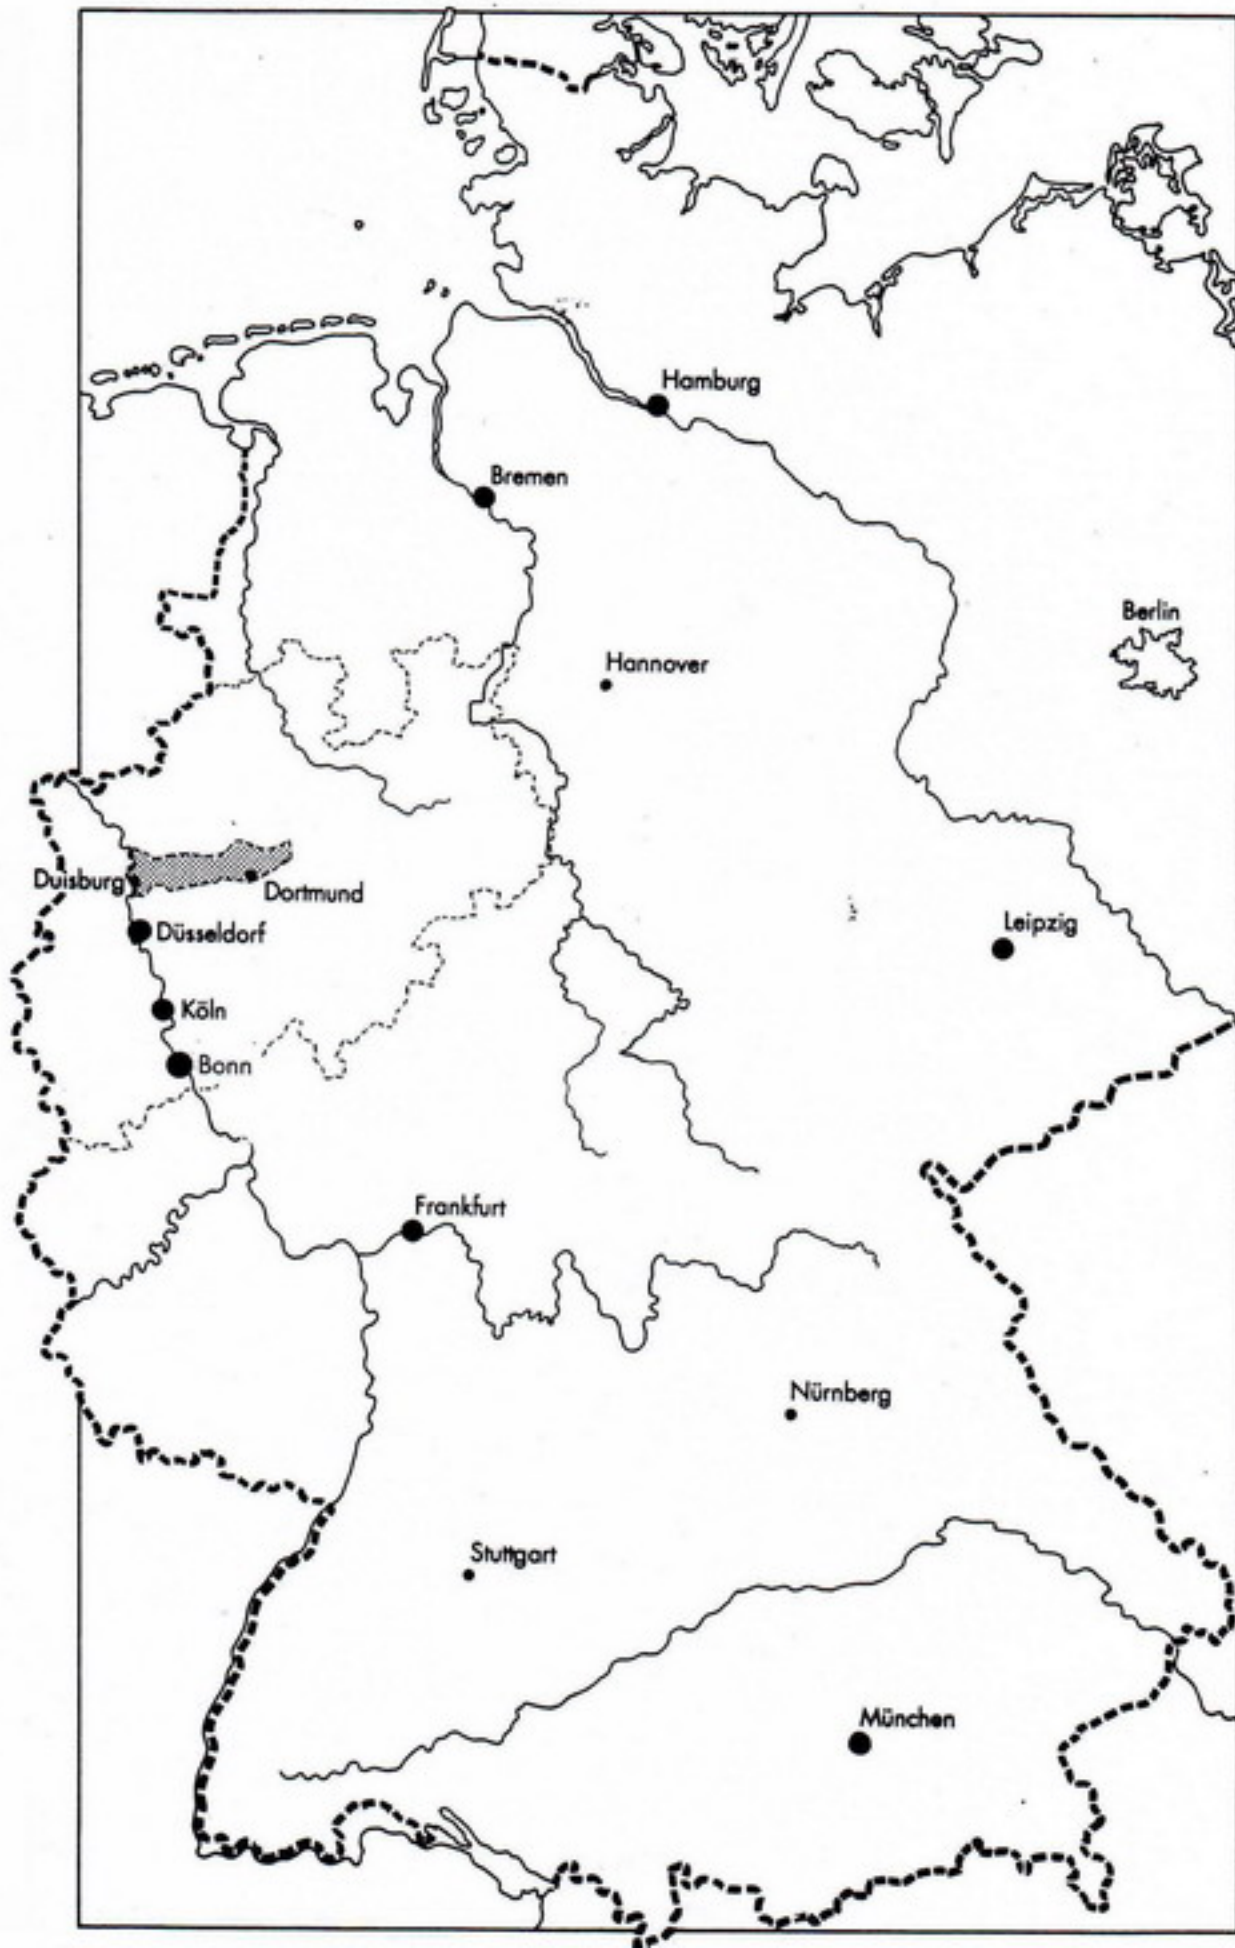 Hamburg
Bremen
Berlin
Hannover
Duisburg
Dortmund
Düsseldorf
Leipzig
Köln
Bonn
Frankfurt
Nürnberg
Stuttgart
München